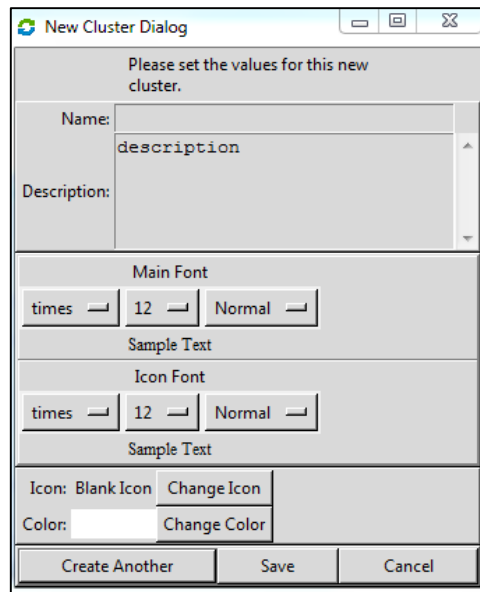 New Cluster Dialog
Please set the values for this new
cluster.
Name:
description
Description:
Main Font
times 12 Normal
Sample Text
Icon Font
times 12 Normal
Sample Text
Icon: Blank Icon Change Icon
Color: Change Color
Create Another Save Cancel